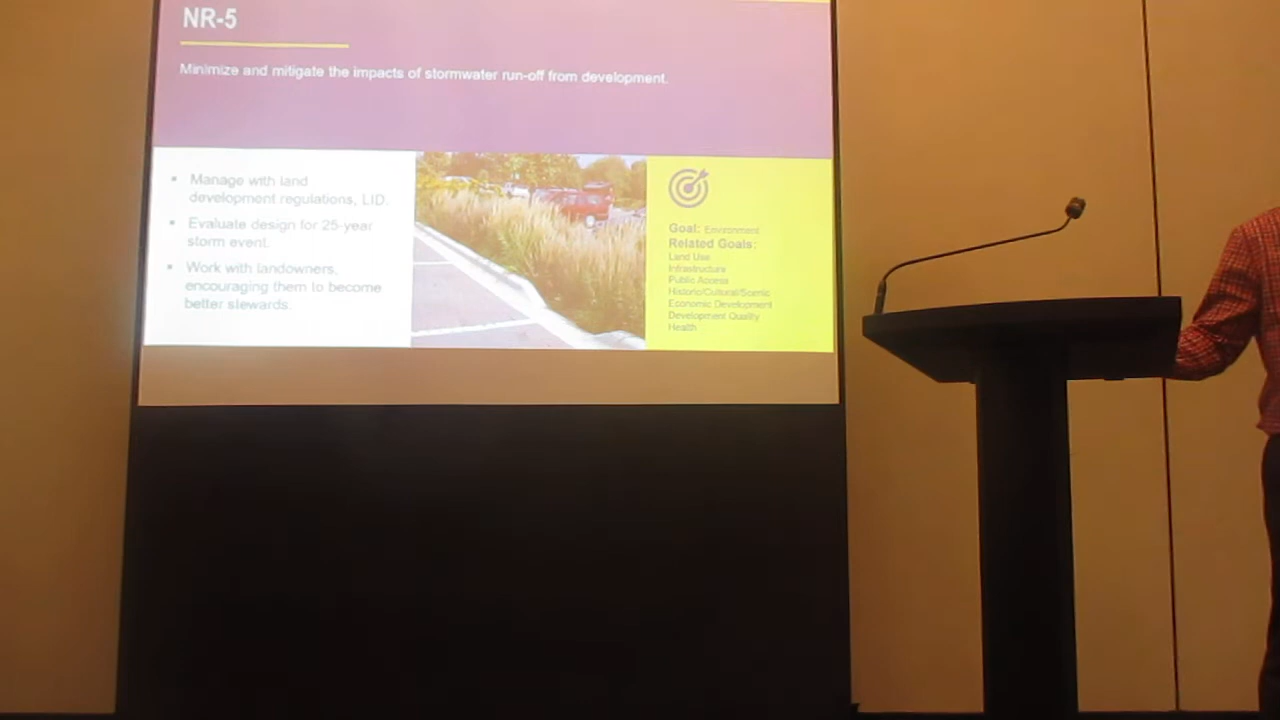 NR-5
Minimize and mitigate the impacts of stormwater run-off from development.
Manage with land
development regulations, LID.
Evaluate design for 25-year
storm event.
Work with landowners,
encouraging them to become
better stewards.
Goal: Environment
Related Goals:
Land Use
Infrastructure
Public Access
Historic/Cultural/Scenic
Economic Development
Development Quality
Health